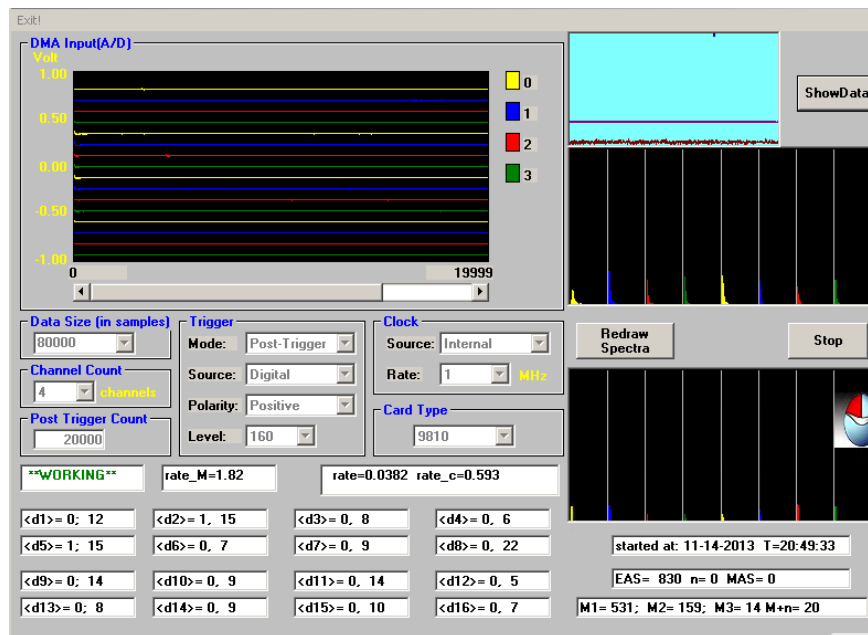 Exit!
DMA Input(A/D)
Volt
1.00
0.50
0.00
-0.50
-1.00
0 19999
0
1
2
3
ShowData
Data Size (in samples)
80000
Channel Count
4 channels
Post Trigger Count
20000
Trigger
Mode: Post-Trigger
Source: Digital
Polarity: Positive
Level: 160
Clock
Source: Internal
Rate: 1 MHz
Card Type
9810
Redraw
Spectra
Stop
**WORKING** rate_M=1.82 rate=0.0382 rate_c=0.593
<d1>= 0; 12 <d2>= 1, 15 <d3>= 0, 8 <d4>= 0, 6
<d5>= 1; 15 <d6>= 0, 7 <d7>= 0, 9 <d8>= 0, 22
<d9>= 0; 14 <d10>= 0, 9 <d11>= 0, 14 <d12>= 0, 5
<d13>= 0; 8 <d14>= 0, 9 <d15>= 0, 10 <d16>= 0, 7
started at: 11-14-2013 T=20:49:33
EAS= 830 n= 0 MAS= 0
M1= 531; M2= 159; M3= 14 M+n= 20